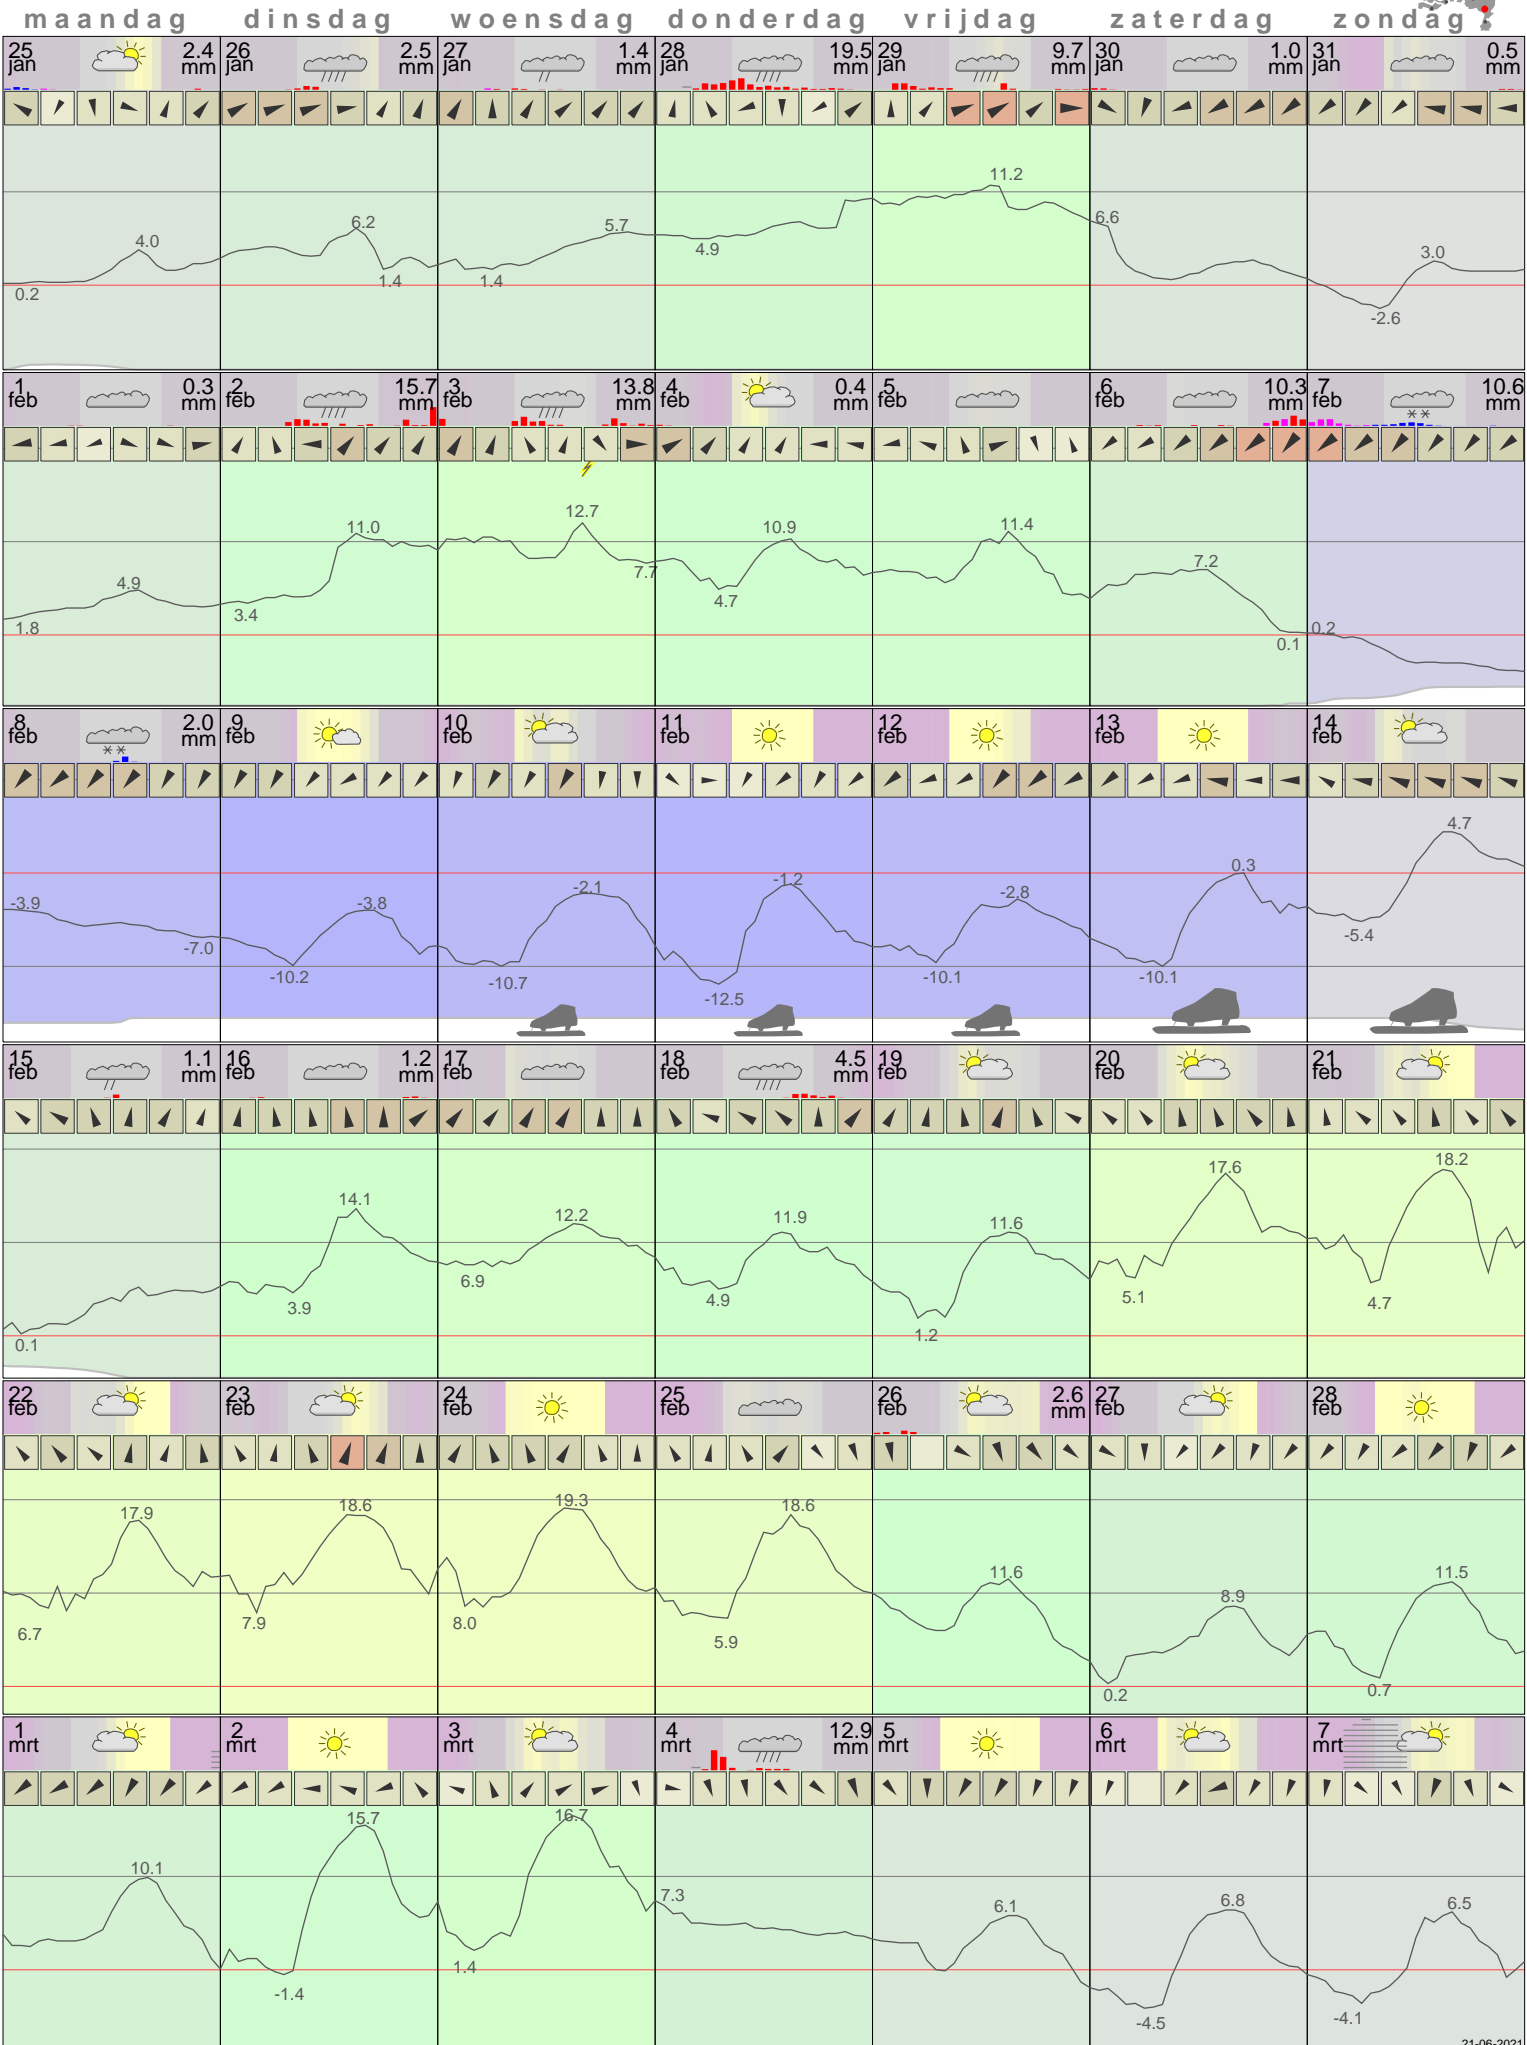 maandag dinsdag woensdag donderdag vrijdag zaterdag zondag
25 jan 2.4 mm 26 jan 2.5 mm 27 jan 1.4 mm 28 jan 19.5 mm 29 jan 9.7 mm 30 jan 1.0 mm 31 jan 0.5 mm
0.2 4.0 6.2 1.4 1.4 5.7 4.9 11.2 6.6 -2.6 3.0
1 feb 0.3 mm 2 feb 15.7 mm 3 feb 13.8 mm 4 feb 0.4 mm 5 feb 6 feb 10.3 mm 7 feb 10.6 mm
1.8 4.9 3.4 11.0 12.7 7.7 4.7 10.9 11.4 7.2 0.1 0.2
8 feb 2.0 mm 9 feb 10 feb 11 feb 12 feb 13 feb 14 feb
-3.9 -7.0 -10.2 -3.8 -10.7 -2.1 -12.5 -1.2 -10.1 -2.8 -10.1 0.3 -5.4 4.7
15 feb 1.1 mm 16 feb 1.2 mm 17 feb 18 feb 4.5 mm 19 feb 20 feb 21 feb
0.1 3.9 14.1 6.9 12.2 4.9 11.9 1.2 11.6 5.1 17.6 4.7 18.2
22 feb 23 feb 24 feb 25 feb 26 feb 2.6 mm 27 feb 28 feb
6.7 17.9 7.9 18.6 8.0 19.3 5.9 18.6 11.6 0.2 8.9 0.7 11.5
1 mrt 2 mrt 3 mrt 4 mrt 12.9 mm 5 mrt 6 mrt 7 mrt
10.1 -1.4 15.7 1.4 16.7 7.3 6.1 -4.5 6.8 -4.1 6.5
21-06-2021